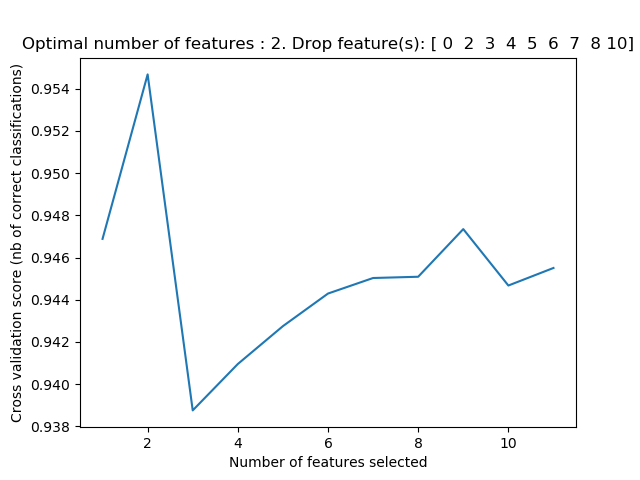 Optimal number of features : 2. Drop feature(s): [ 0  2  3  4  5  6  7  8 10]
Cross validation score (nb of correct classifications)
0.954
0.952
0.950
0.948
0.946
0.944
0.942
0.940
0.938
2 4 6 8 10
Number of features selected